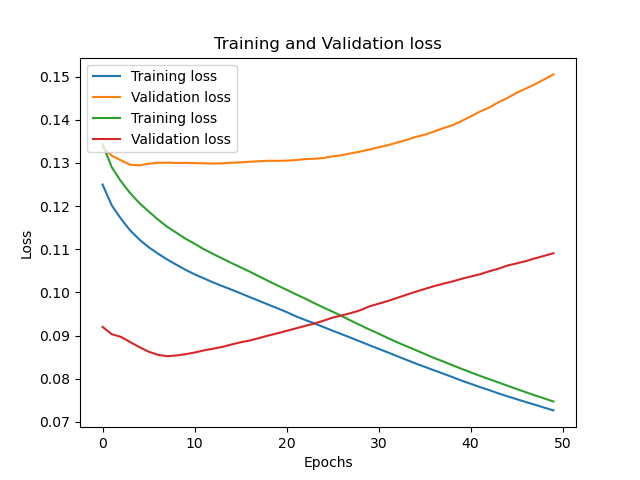 Training and Validation loss
Training loss
Validation loss
Training loss
Validation loss
0.15
0.14
0.13
0.12
0.11
0.10
0.09
0.08
0.07
Loss
0 10 20 30 40 50
Epochs